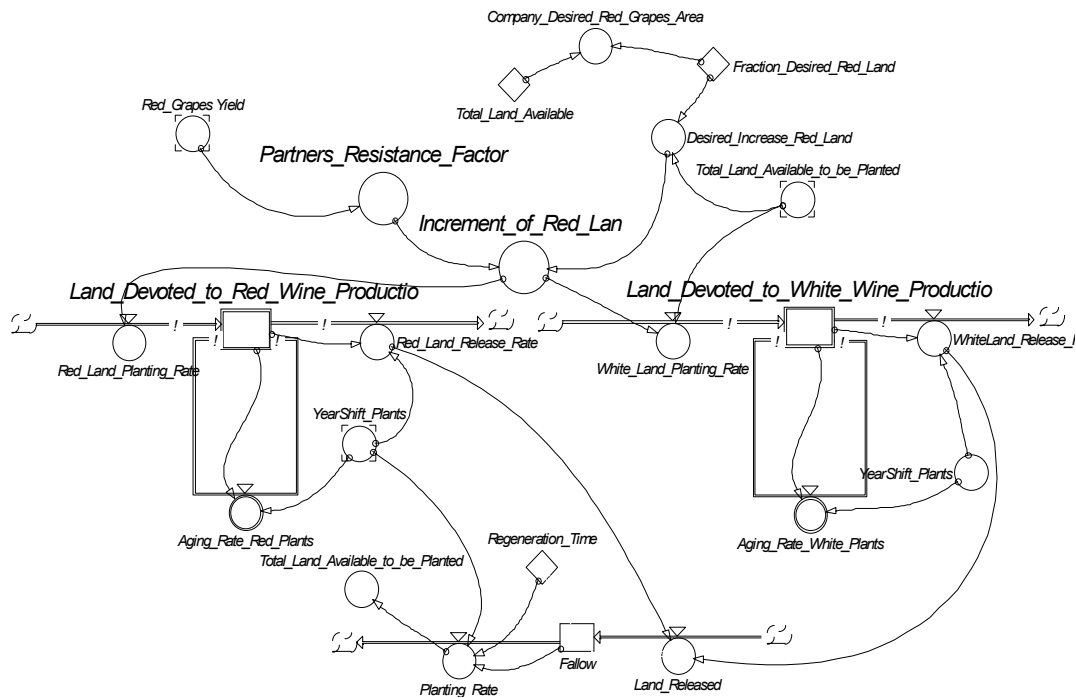 Company_Desired_Red_Grapes_Area
Fraction_Desired_Red_Land
Total_Land_Available
Red_Grapes Yield
Desired_Increase_Red_Land
Partners_Resistance_Factor
Total_Land_Available_to_be_Planted
Increment_of_Red_Lan
Land_Devoted_to_Red_Wine_Productio
Land_Devoted_to_White_Wine_Productio
! ! ! !
! ! ! !
Red_Land_Planting_Rate
Red_Land_Release_Rate
White_Land_Planting_Rate
WhiteLand_Release_
YearShift_Plants
YearShift_Plants
Aging_Rate_Red_Plants
Aging_Rate_White_Plants
Total_Land_Available_to_be_Planted
Regeneration_Time
Fallow
Planting_Rate
Land_Released